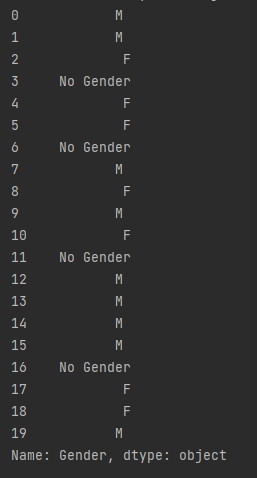 0            M
1            M
2             F
3     No Gender
4             F
5             F
6     No Gender
7            M
8             F
9            M
10            F
11    No Gender
12           M
13           M
14           M
15           M
16    No Gender
17            F
18            F
19           M
Name: Gender, dtype: object